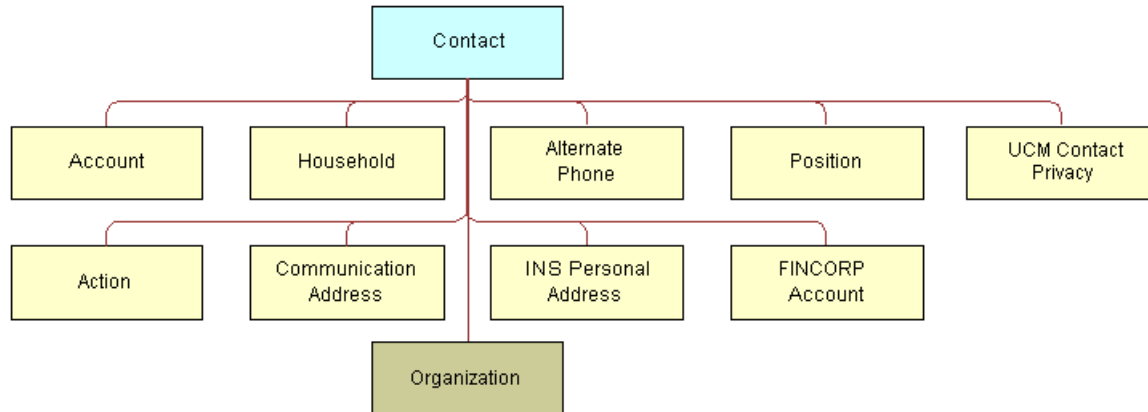 Contact
Account
Household
Alternate
Phone
Position
UCM Contact
Privacy
Action
Communication
Address
INS Personal
Address
FINCORP
Account
Organization